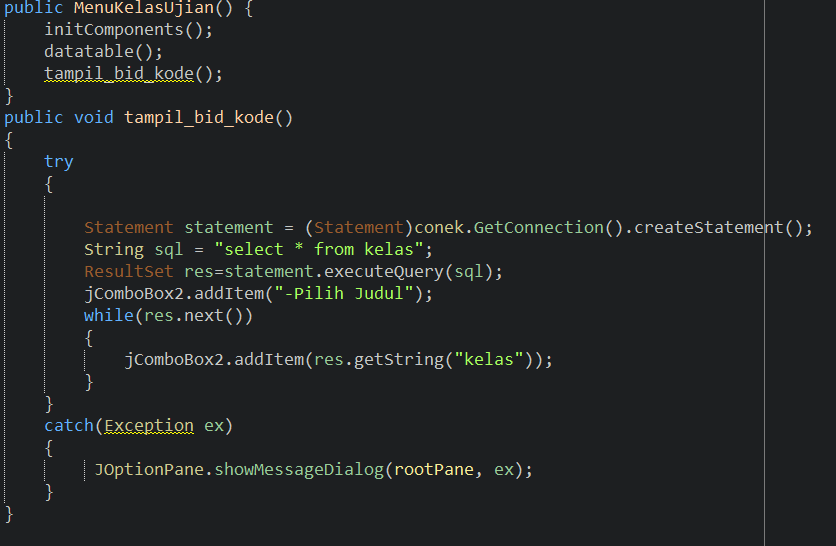 public MenuKelasUjian() {
initComponents();
datatable();
tampil_bid_kode();
}
public void tampil_bid_kode()
{
try
{
Statement statement = (Statement)conek.GetConnection().createStatement();
String sql = "select * from kelas";
ResultSet res=statement.executeQuery(sql);
jComboBox2.addItem("-Pilih Judul");
while(res.next())
{
jComboBox2.addItem(res.getString("kelas"));
}
}
catch(Exception ex)
{
JOptionPane.showMessageDialog(rootPane, ex);
}
}